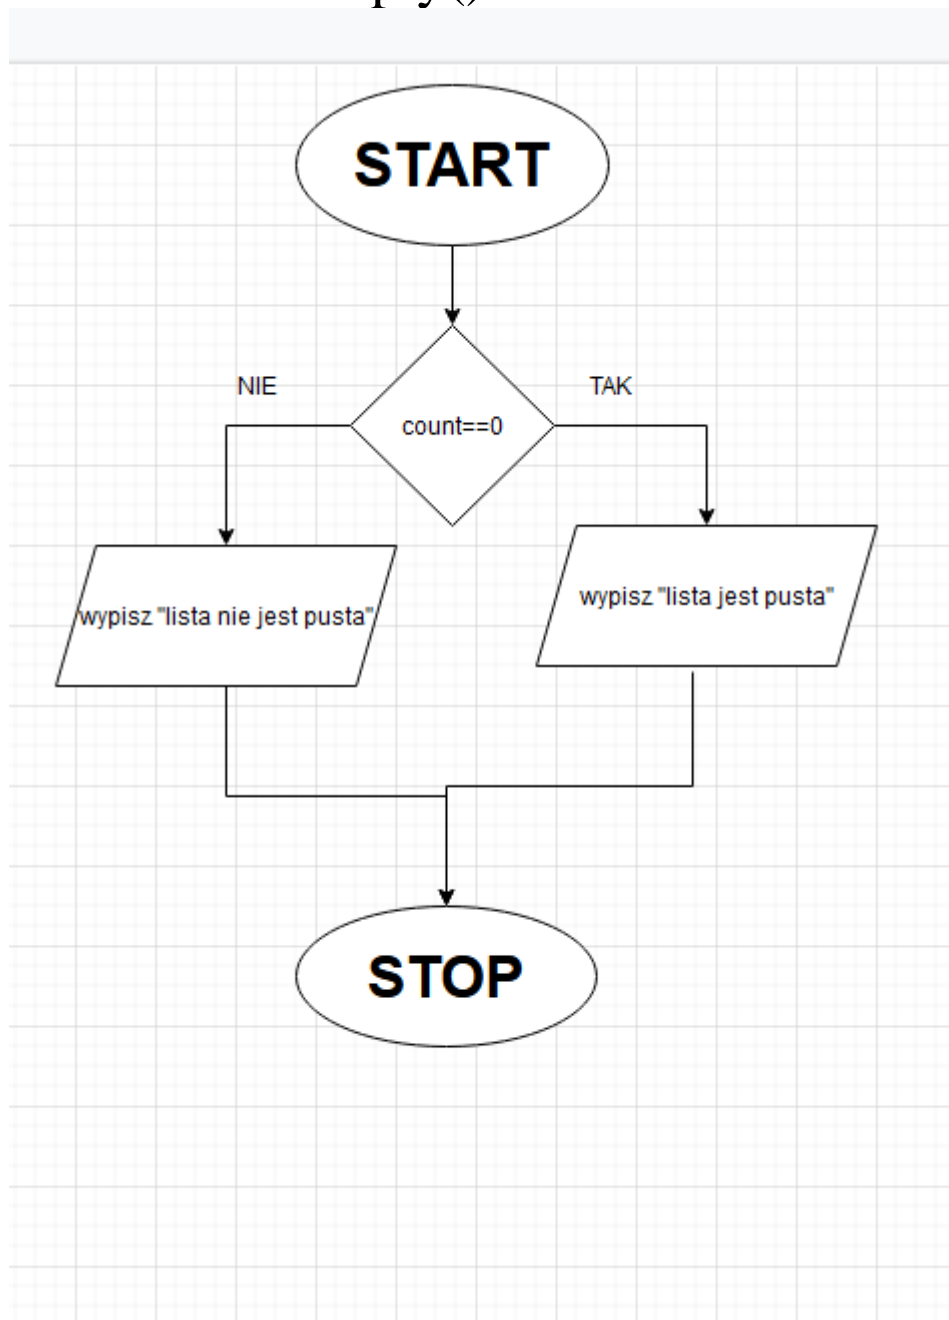 START
NIE
TAK
count==0
wypisz "lista nie jest pusta"
wypisz "lista jest pusta"
STOP